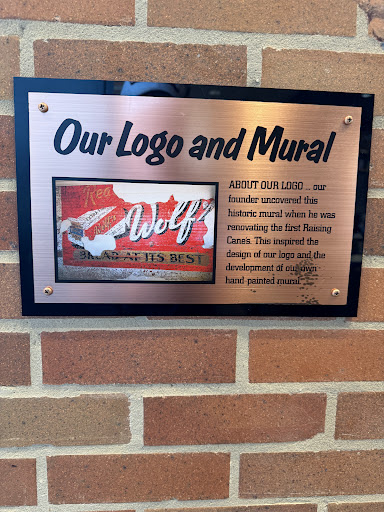 Our Logo and Mural
ABOUT OUR LOGO ... our
founder uncovered this
historic mural when he was
renovating the first Raising
Canes. This inspired the
design of our logo and the
development of our own
hand-painted mural
Wolf's
BREAD AT ITS BEST